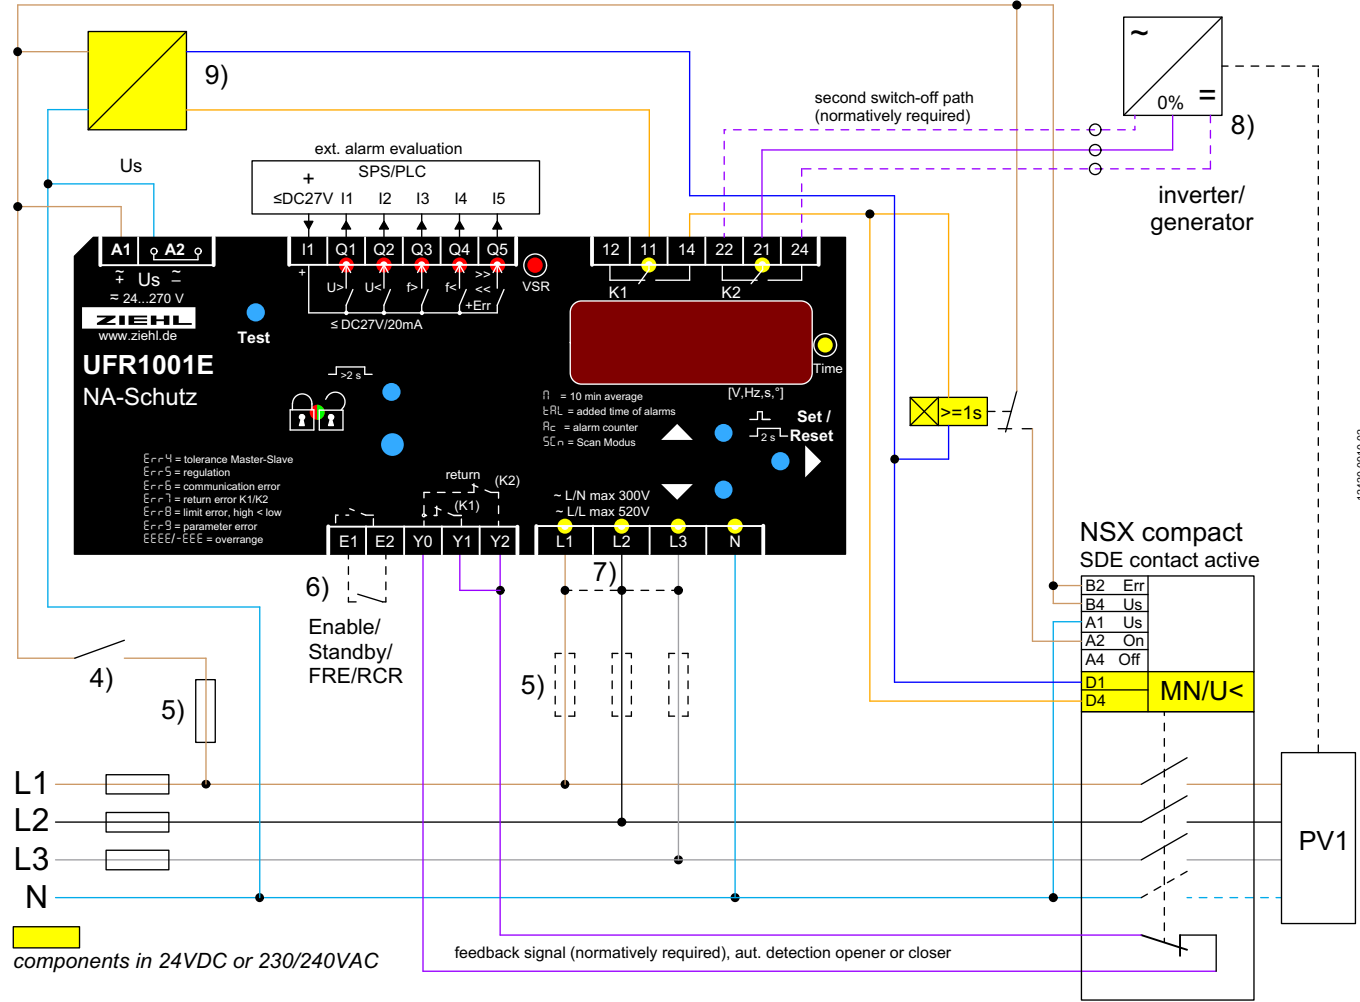 9)
Us
ext. alarm evaluation
SPS/PLC
+
≤DC27V I1 I2 I3 I4 I5
second switch-off path
(normatively required)
~
0% =
8)
inverter/
generator
A1 A2
I1 Q1 Q2 Q3 Q4 Q5
12 11 14 22 21 24
~ Us ~
+ −
≂ 24...270 V
ZIEHL
www.ziehl.de
UFR1001E
NA-Schutz
Test
+ U> U< f> f< >>
<<
+Err
≤ DC27V/20mA
VSR
K1 K2
Time
>2 s
[V,Hz,s,°]
n = 10 min average
tAL = added time of alarms
Ac = alarm counter
SCn = Scan Modus
Set /
2 s Reset
>=1s
Err4 = tolerance Master-Slave
Err5 = regulation
Err6 = communication error
Err7 = return error K1/K2
Err8 = limit error, high < low
Err9 = parameter error
EEEE/-EEE = overrange
return (K2)
(K1)
~ L/N max 300V
~ L/L max 520V
E1 E2 Y0 Y1 Y2
L1 L2 L3 N
6)
Enable/
Standby/
FRE/RCR
7)
5)
4)
5)
NSX compact
SDE contact active
B2 Err
B4 Us
A1 Us
A2 On
A4 Off
D1
D4
MN/U<
L1
L2
L3
N
PV1
feedback signal (normatively required), aut. detection opener or closer
components in 24VDC or 230/240VAC